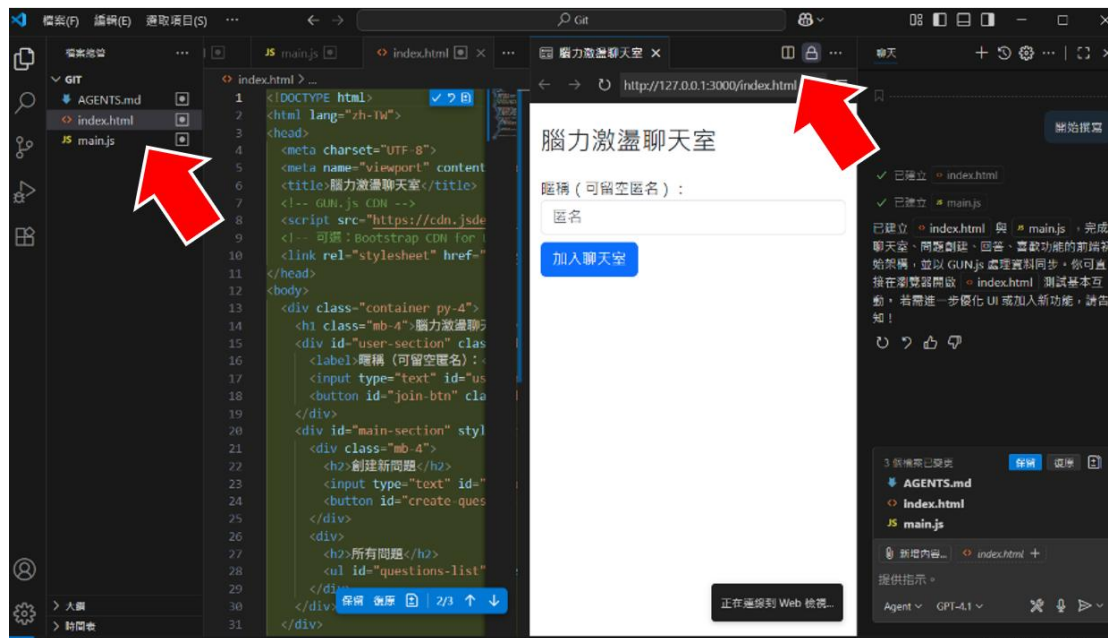 檔案(F) 編輯(E) 選取項目(S) ... Git
檔案總管
GIT
AGENTS.md
index.html
JS main.js
大綱
時間表
JS main.js index.html
index.html > ...
1 <!DOCTYPE html>
2 <html lang="zh-TW">
3 <head>
4 <meta charset="UTF-8">
5 <meta name="viewport" content
6 <title>腦力激盪聊天室</title>
7 <!-- GUN.js CDN -->
8 <script src="https://cdn.jsde
9 <!-- 可選：Bootstrap CDN for
10 <link rel="stylesheet" href="
11 </head>
12 <body>
13 <div class="container py-4">
14 <h1 class="mb-4">腦力激盪聊
15 <div id="user-section" clas
16 <label>暱稱（可留空匿名）：
17 <input type="text" id="us
18 <button id="join-btn" cla
19 </div>
20 <div id="main-section" styl
21 <div class="mb-4">
22 <h2>創建新問題</h2>
23 <input type="text" id="
24 <button id="create-ques
25 </div>
26 <div>
27 <h2>所有問題</h2>
28 <ul id="questions-list"
29 </div>
30 </div>
31 </div>
保留 復原 2/3
腦力激盪聊天室
http://127.0.0.1:3000/index.html
腦力激盪聊天室
暱稱（可留空匿名）：
匿名
加入聊天室
正在連線到 Web 檢視...
聊天
開始撰寫
已建立 index.html
已建立 main.js
已建立 index.html 與 JS main.js ，完成
聊天室、問題創建、回答、喜歡功能的前端初
始架構，並以 GUN.js 處理資料同步。你可直
接在瀏覽器開啟 index.html 測試基本互
動，若需進一步優化 UI 或加入新功能，請告
知！
3 個檔案已變更 保留 復原
AGENTS.md
index.html
JS main.js
新增內容... index.html +
提供指示。
Agent GPT-4.1